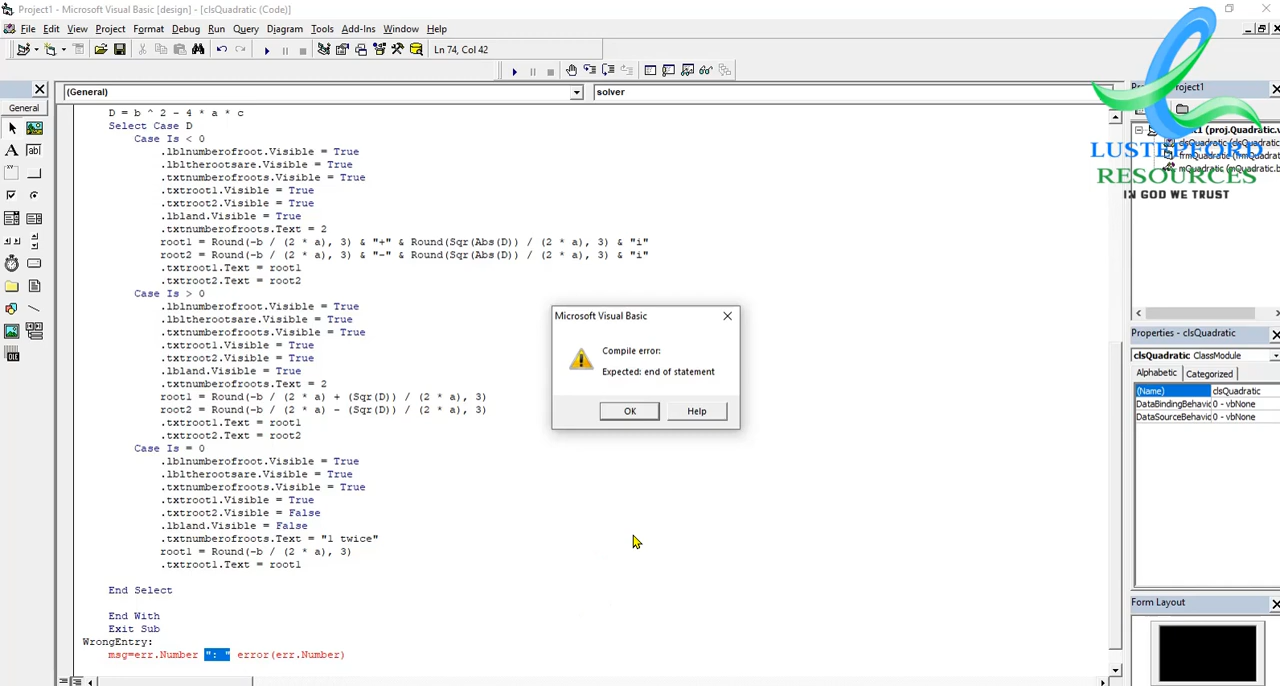 Project1 - Microsoft Visual Basic [design] - [clsQuadratic (Code)]
File Edit View Project Format Debug Run Query Diagram Tools Add-Ins Window Help
Ln 74, Col 42
General
(General)
solver
D = b ^ 2 - 4 * a * c
Select Case D
Case Is < 0
.lblnumberofroot.Visible = True
.lbltherootsare.Visible = True
.txtnumberofroots.Visible = True
.txtroot1.Visible = True
.txtroot2.Visible = True
.lbland.Visible = True
.txtnumberofroots.Text = 2
root1 = Round(-b / (2 * a), 3) & "+" & Round(Sqr(Abs(D)) / (2 * a), 3) & "i"
root2 = Round(-b / (2 * a), 3) & "-" & Round(Sqr(Abs(D)) / (2 * a), 3) & "i"
.txtroot1.Text = root1
.txtroot2.Text = root2
Case Is > 0
.lblnumberofroot.Visible = True
.lbltherootsare.Visible = True
.txtnumberofroots.Visible = True
.txtroot1.Visible = True
.txtroot2.Visible = True
.lbland.Visible = True
.txtnumberofroots.Text = 2
root1 = Round(-b / (2 * a) + (Sqr(D)) / (2 * a), 3)
root2 = Round(-b / (2 * a) - (Sqr(D)) / (2 * a), 3)
.txtroot1.Text = root1
.txtroot2.Text = root2
Case Is = 0
.lblnumberofroot.Visible = True
.lbltherootsare.Visible = True
.txtnumberofroots.Visible = True
.txtroot1.Visible = True
.txtroot2.Visible = False
.lbland.Visible = False
.txtnumberofroots.Text = "1 twice"
root1 = Round(-b / (2 * a), 3)
.txtroot1.Text = root1
End Select
End With
Exit Sub
WrongEntry:
msg=err.Number ": " error(err.Number)
Microsoft Visual Basic
Compile error:
Expected: end of statement
OK Help
LUSTEPFORD
RESOURCES
IN GOD WE TRUST
(proj.Quadratic.v
Properties - clsQuadratic
clsQuadratic ClassModule
Alphabetic Categorized
(Name) clsQuadratic
DataBindingBehavic 0 - vbNone
DataSourceBehavic 0 - vbNone
Form Layout